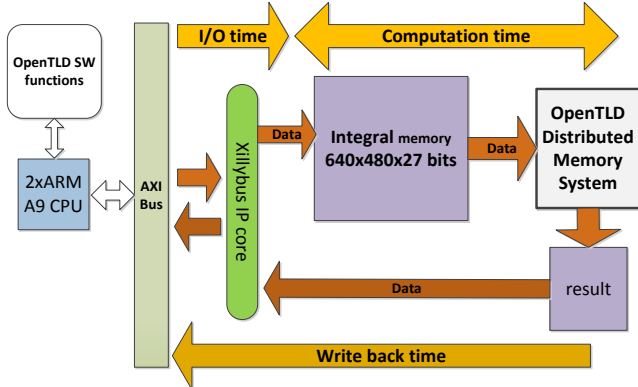 I/O time
Computation time
OpenTLD SW
functions
2xARM
A9 CPU
AXI
Bus
Xillybus IP core
Data
Integral memory
640x480x27 bits
Data
OpenTLD
Distributed
Memory
System
result
Data
Write back time